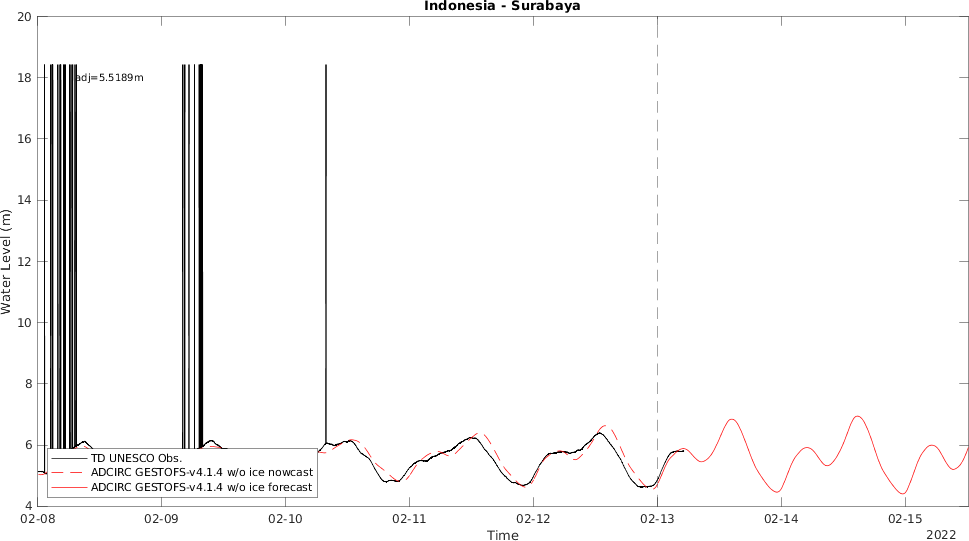 Indonesia - Surabaya
20
18
16
14
12
10
8
6
4
Water Level (m)
adj=5.5189m
TD UNESCO Obs.
ADCIRC GESTOFS-v4.1.4 w/o ice nowcast
ADCIRC GESTOFS-v4.1.4 w/o ice forecast
02-08
02-09
02-10
02-11
02-12
02-13
02-14
02-15
Time
2022